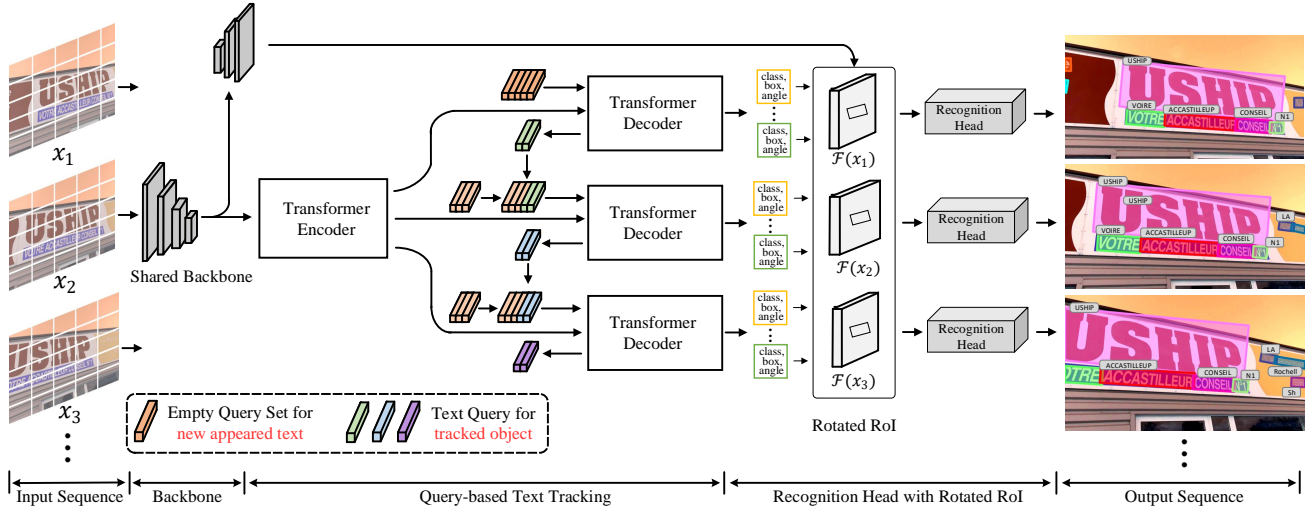 x₁
x₂
x₃
Shared Backbone
Transformer
Encoder
Transformer
Decoder
Transformer
Decoder
Transformer
Decoder
class,
box,
angle
class,
box,
angle
class,
box,
angle
class,
box,
angle
class,
box,
angle
class,
box,
angle
F(x₁)
F(x₂)
F(x₃)
Rotated RoI
Recognition
Head
Recognition
Head
Recognition
Head
USHIP
USHIP
VOIRE
ACCASTILLEUP
CONSEIL
N1
VOTRE ACCASTILLEUR CONSEIL N1
USHIP
USHIP
USHIP
LA
VOIRE
ACCASTILLEUP
CONSEIL
N1
VOTRE ACCASTILLEUR CONSEIL N1
USHIP
USHIP
LA
ACCASTILLEUP
CONSEIL
N1
Rochell
Sh
VOTRE ACCASTILLEUR CONSEIL N1
Empty Query Set for
new appeared text
Text Query for
tracked object
Input Sequence
Backbone
Query-based Text Tracking
Recognition Head with Rotated RoI
Output Sequence